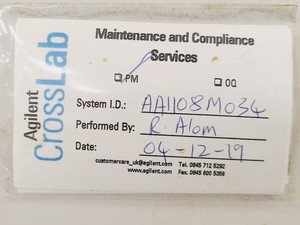 Agilent
CrossLab
Maintenance and Compliance
Services
PM OQ
System I.D.: AA1108M034
Performed By: R. Alom
Date: 04-12-19
customercare_uk@agilent.com Tel. 0845 712 5292
www.agilent.com Fax. 0845 600 8356